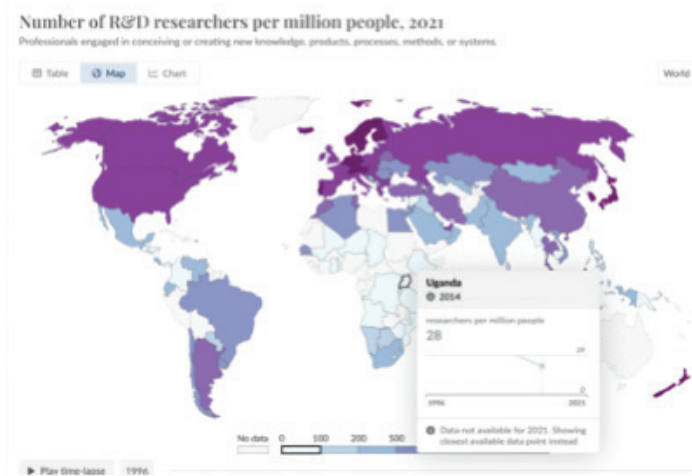 Number of R&D researchers per million people, 2021
Professionals engaged in conceiving or creating new knowledge, products, processes, methods, or systems.
Table Map Chart World
Uganda
2014
researchers per million people
28
29
0
1996 2021
Data not available for 2021. Showing
closest available data point instead
No data 0 100 200 500
Play time-lapse 1996